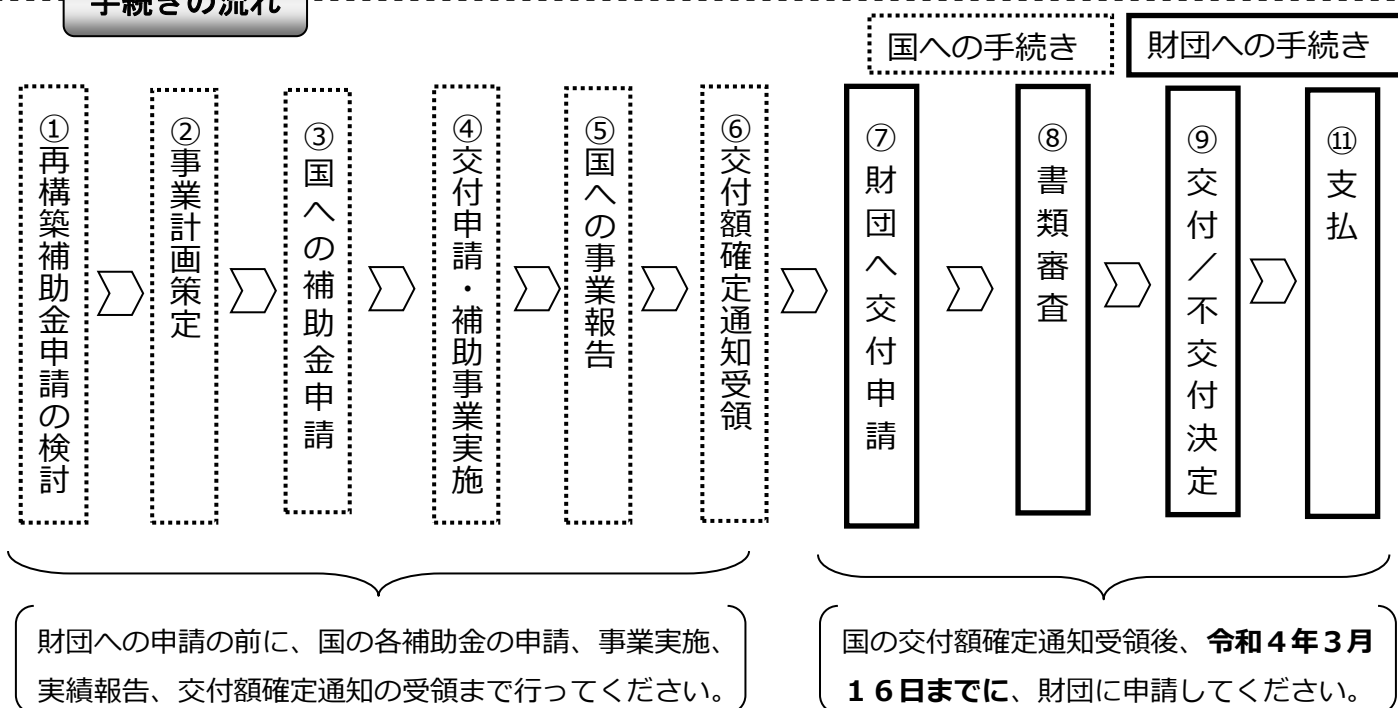 手続きの流れ
国への手続き
財団への手続き
①再構築補助金申請の検討
②事業計画策定
③国への補助金申請
④交付申請・補助事業実施
⑤国への事業報告
⑥交付額確定通知受領
⑦財団へ交付申請
⑧書類審査
⑨交付／不交付決定
⑪支払
財団への申請の前に、国の各補助金の申請、事業実施、
実績報告、交付額確定通知の受領まで行ってください。
国の交付額確定通知受領後、令和４年３月
１６日までに、財団に申請してください。